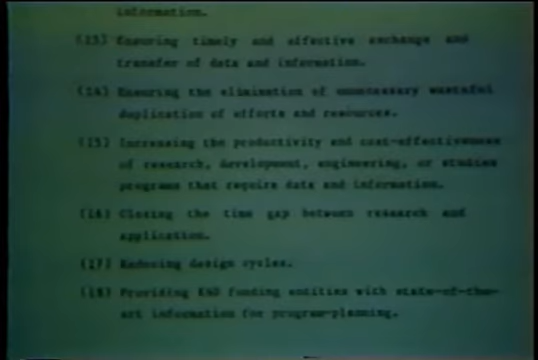 information.
(13) Ensuring timely and effective exchange and
transfer of data and information.
(14) Ensuring the elimination of unnecessary wasteful
duplication of efforts and resources.
(15) Increasing the productivity and cost-effectiveness
of research, development, engineering, or studies
programs that require data and information.
(16) Closing the time gap between research and
application.
(17) Reducing design cycles.
(18) Providing funding entities with state-of-the-
art information for program-planning.